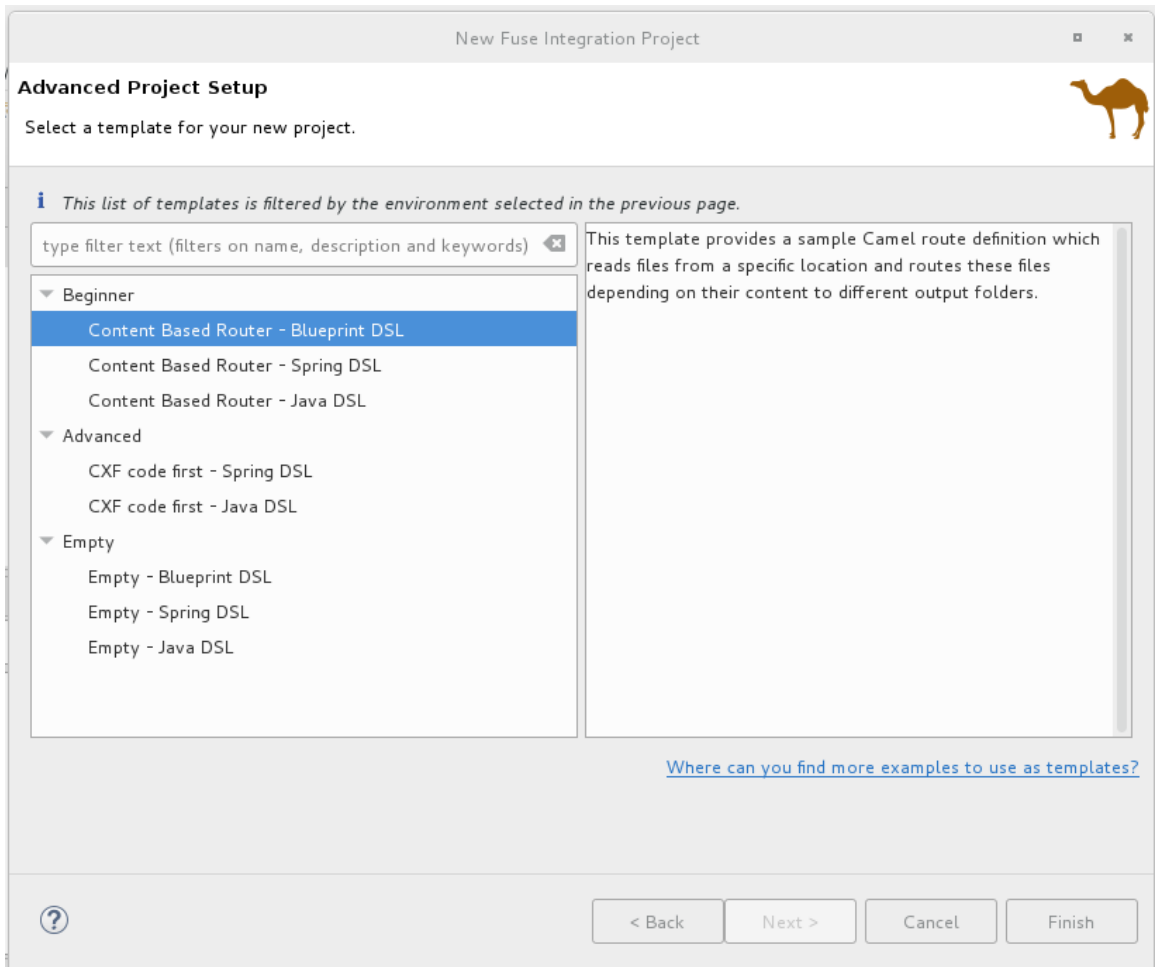 New Fuse Integration Project
Advanced Project Setup
Select a template for your new project.
i This list of templates is filtered by the environment selected in the previous page.
type filter text (filters on name, description and keywords)
Beginner
Content Based Router - Blueprint DSL
Content Based Router - Spring DSL
Content Based Router - Java DSL
Advanced
CXF code first - Spring DSL
CXF code first - Java DSL
Empty
Empty - Blueprint DSL
Empty - Spring DSL
Empty - Java DSL
This template provides a sample Camel route definition which
reads files from a specific location and routes these files
depending on their content to different output folders.
Where can you find more examples to use as templates?
?
< Back
Next >
Cancel
Finish